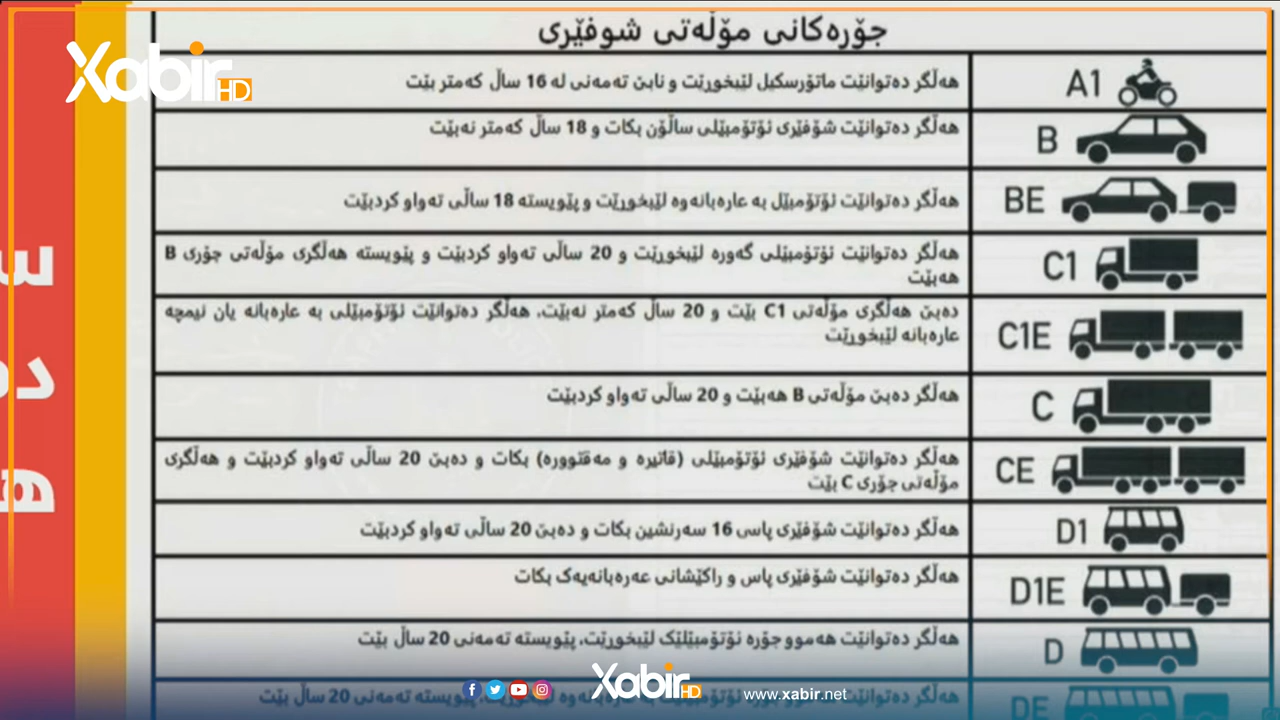 Xabir HD
جۆرەکانی مۆڵەتی شوفێری
A1
هەڵگر دەتوانێت ماتۆرسکیل لێبخوڕێت و نابێ تەمەنی لە 16 ساڵ کەمتر بێت
B
هەڵگر دەتوانێت شۆفێری ئۆتۆمبێلی ساڵۆن بکات و 18 ساڵ کەمتر نەبێت
BE
هەڵگر دەتوانێت ئۆتۆمبێل بە عارەبانەوە لێبخوڕێت و پێویستە 18 ساڵی تەواو کردبێت
C1
هەڵگر دەتوانێت ئۆتۆمبێلی گەورە لێبخوڕێت و 20 ساڵی تەواو کردبێت و پێویستە هەڵگری مۆڵەتی جۆری B
هەبێت
C1E
دەبێ هەڵگری مۆڵەتی C1 بێت و 20 ساڵ کەمتر نەبێت، هەڵگر دەتوانێت ئۆتۆمبێلی بە عارەبانە یان نیمچە
عارەبانە لێبخوڕێت
C
هەڵگر دەبێ مۆڵەتی B هەبێت و 20 ساڵی تەواو کردبێت
CE
هەڵگر دەتوانێت شۆفێری ئۆتۆمبێلی (قاتیرە و مەقتوورە) بکات و دەبێ 20 ساڵی تەواو کردبێت و هەڵگری
مۆڵەتی جۆری C بێت
D1
هەڵگر دەتوانێت شۆفێری پاسی 16 سەرنشین بکات و دەبێ 20 ساڵی تەواو کردبێت
D1E
هەڵگر دەتوانێت شۆفێری پاس و راکێشانی عەرەبانەیەک بکات
D
هەڵگر دەتوانێت هەموو جۆرە ئۆتۆمبێلێک لێبخوڕێت، پێویستە تەمەنی 20 ساڵ بێت
DE
لێبخوڕێت، پێویستە تەمەنی 20 ساڵ بێت
Xabir HD
www.xabir.net